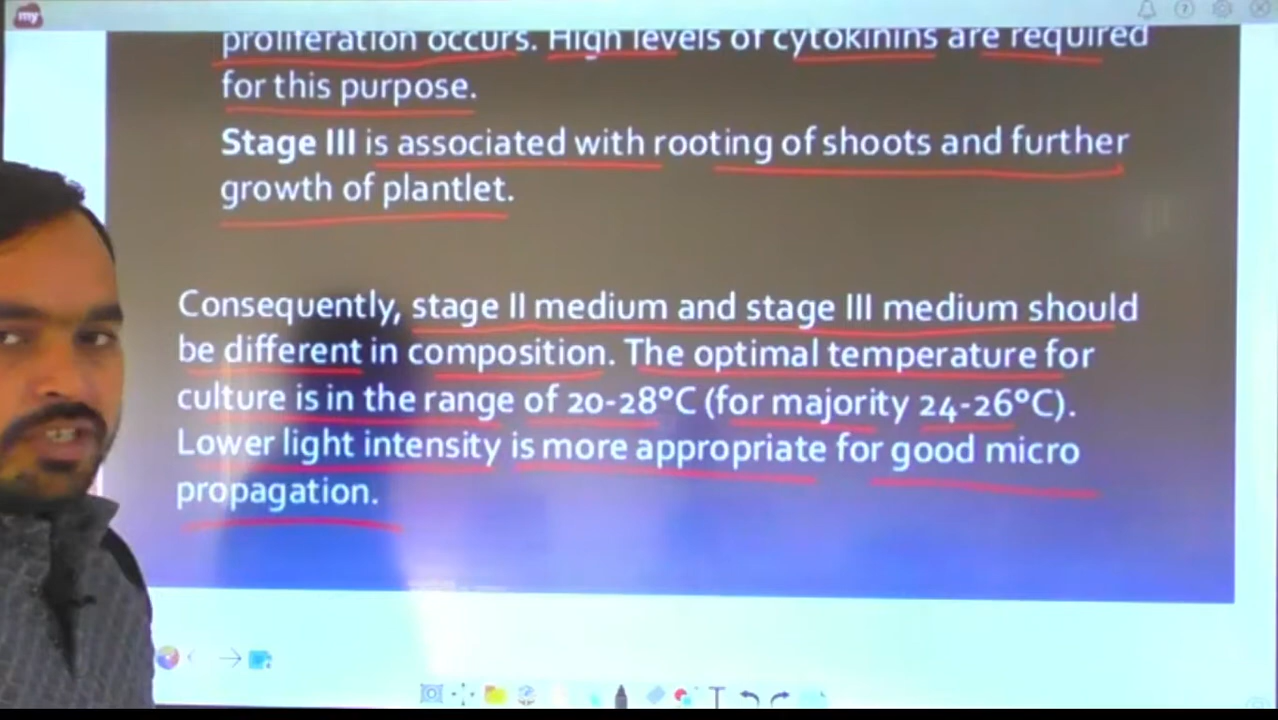 my
proliferation occurs. High levels of cytokinins are required
for this purpose.
Stage III is associated with rooting of shoots and further
growth of plantlet.
Consequently, stage II medium and stage III medium should
be different in composition. The optimal temperature for
culture is in the range of 20-28°C (for majority 24-26°C).
Lower light intensity is more appropriate for good micro
propagation.